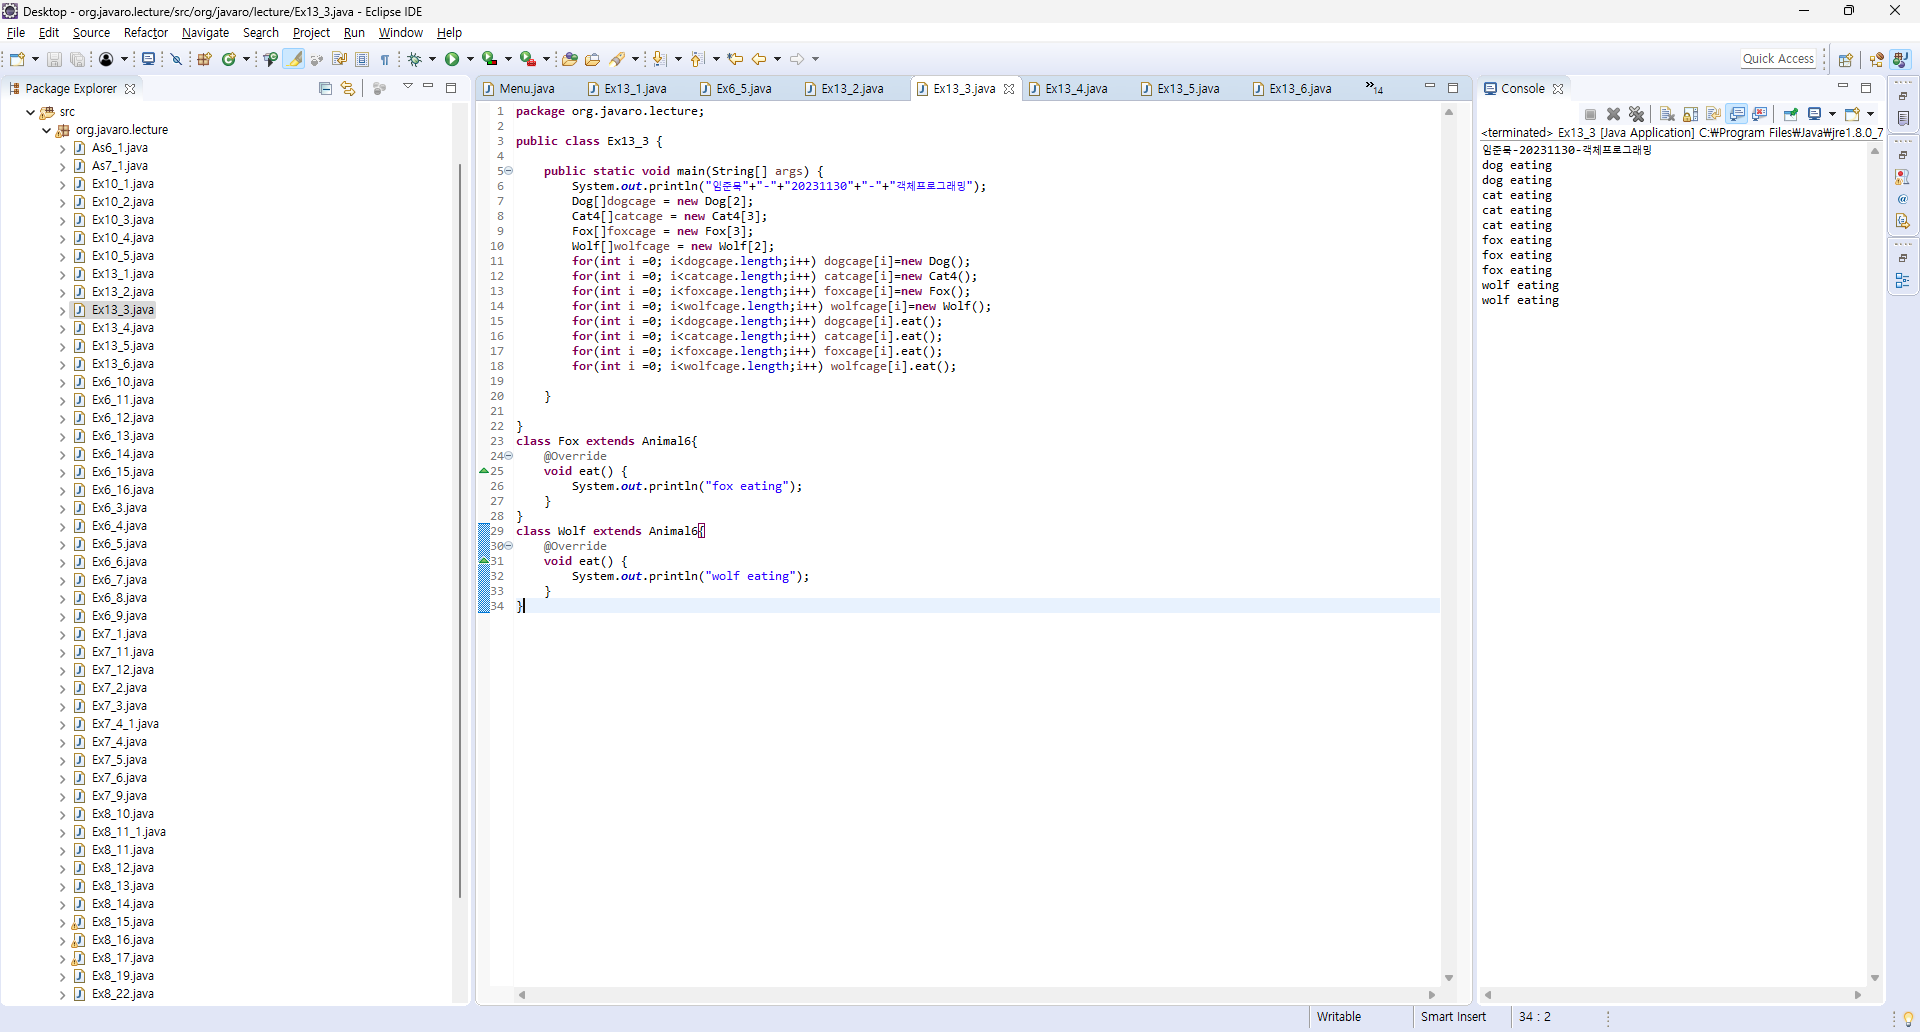 Desktop - org.javaro.lecture/src/org/javaro/lecture/Ex13_3.java - Eclipse IDE
File Edit Source Refactor Navigate Search Project Run Window Help
Quick Access
Package Explorer
src
org.javaro.lecture
As6_1.java
As7_1.java
Ex10_1.java
Ex10_2.java
Ex10_3.java
Ex10_4.java
Ex10_5.java
Ex13_1.java
Ex13_2.java
Ex13_3.java
Ex13_4.java
Ex13_5.java
Ex13_6.java
Ex6_10.java
Ex6_11.java
Ex6_12.java
Ex6_13.java
Ex6_14.java
Ex6_15.java
Ex6_16.java
Ex6_3.java
Ex6_4.java
Ex6_5.java
Ex6_6.java
Ex6_7.java
Ex6_8.java
Ex6_9.java
Ex7_1.java
Ex7_11.java
Ex7_12.java
Ex7_2.java
Ex7_3.java
Ex7_4_1.java
Ex7_4.java
Ex7_5.java
Ex7_6.java
Ex7_9.java
Ex8_10.java
Ex8_11_1.java
Ex8_11.java
Ex8_12.java
Ex8_13.java
Ex8_14.java
Ex8_15.java
Ex8_16.java
Ex8_17.java
Ex8_19.java
Ex8_22.java
Menu.java Ex13_1.java Ex6_5.java Ex13_2.java Ex13_3.java Ex13_4.java Ex13_5.java Ex13_6.java »14
1 package org.javaro.lecture;
2
3 public class Ex13_3 {
4
5 public static void main(String[] args) {
6 System.out.println("임준목"+"-"+"20231130"+"-"+"객체프로그래밍");
7 Dog[]dogcage = new Dog[2];
8 Cat4[]catcage = new Cat4[3];
9 Fox[]foxcage = new Fox[3];
10 Wolf[]wolfcage = new Wolf[2];
11 for(int i =0; i<dogcage.length;i++) dogcage[i]=new Dog();
12 for(int i =0; i<catcage.length;i++) catcage[i]=new Cat4();
13 for(int i =0; i<foxcage.length;i++) foxcage[i]=new Fox();
14 for(int i =0; i<wolfcage.length;i++) wolfcage[i]=new Wolf();
15 for(int i =0; i<dogcage.length;i++) dogcage[i].eat();
16 for(int i =0; i<catcage.length;i++) catcage[i].eat();
17 for(int i =0; i<foxcage.length;i++) foxcage[i].eat();
18 for(int i =0; i<wolfcage.length;i++) wolfcage[i].eat();
19
20 }
21
22 }
23 class Fox extends Animal6{
24 @Override
25 void eat() {
26 System.out.println("fox eating");
27 }
28 }
29 class Wolf extends Animal6{
30 @Override
31 void eat() {
32 System.out.println("wolf eating");
33 }
34 }
Console
<terminated> Ex13_3 [Java Application] C:₩Program Files₩Java₩jre1.8.0_7
임준목-20231130-객체프로그래밍
dog eating
dog eating
cat eating
cat eating
cat eating
fox eating
fox eating
fox eating
wolf eating
wolf eating
Writable Smart Insert 34 : 2